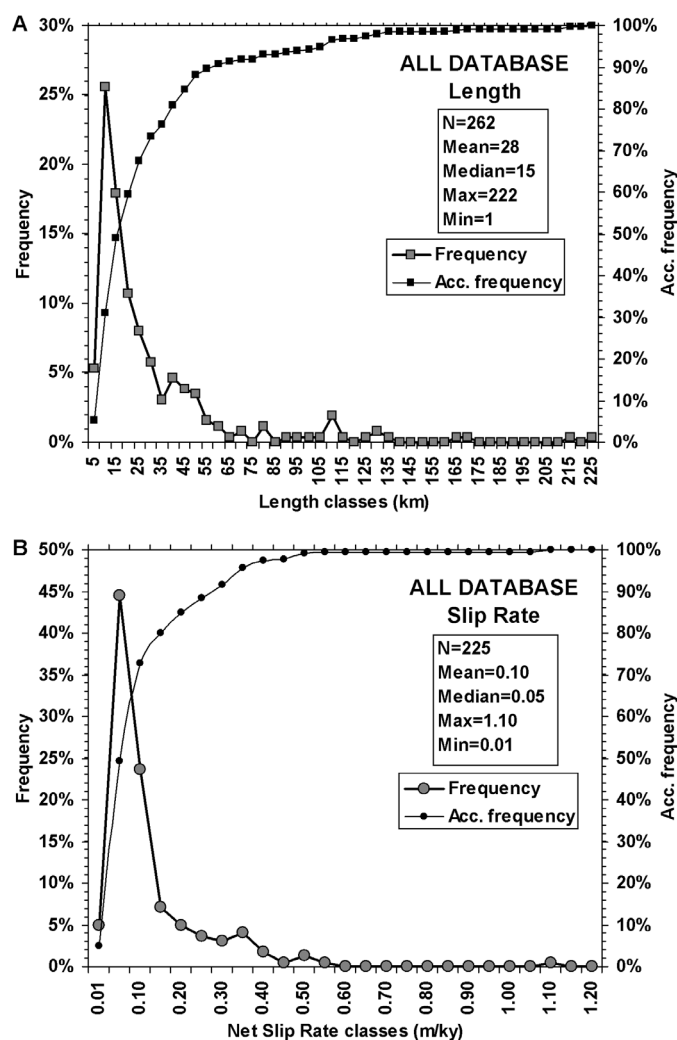 A
30%
25%
20%
15%
10%
5%
0%
Frequency
100%
90%
80%
70%
60%
50%
40%
30%
20%
10%
0%
Acc. frequency
ALL DATABASE
Length
N=262
Mean=28
Median=15
Max=222
Min=1
Frequency
Acc. frequency
5 15 25 35 45 55 65 75 85 95 105 115 125 135 145 155 165 175 185 195 205 215 225
Length classes (km)
B
50%
45%
40%
35%
30%
25%
20%
15%
10%
5%
0%
Frequency
100%
90%
80%
70%
60%
50%
40%
30%
20%
10%
0%
Acc. frequency
ALL DATABASE
Slip Rate
N=225
Mean=0.10
Median=0.05
Max=1.10
Min=0.01
Frequency
Acc. frequency
0.01 0.10 0.20 0.30 0.40 0.50 0.60 0.70 0.80 0.90 1.00 1.10 1.20
Net Slip Rate classes (m/ky)